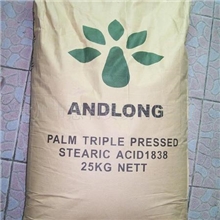 ANDLONG
PALM TRIPLE PRESSED
STEARIC ACID1838
25KG NETT